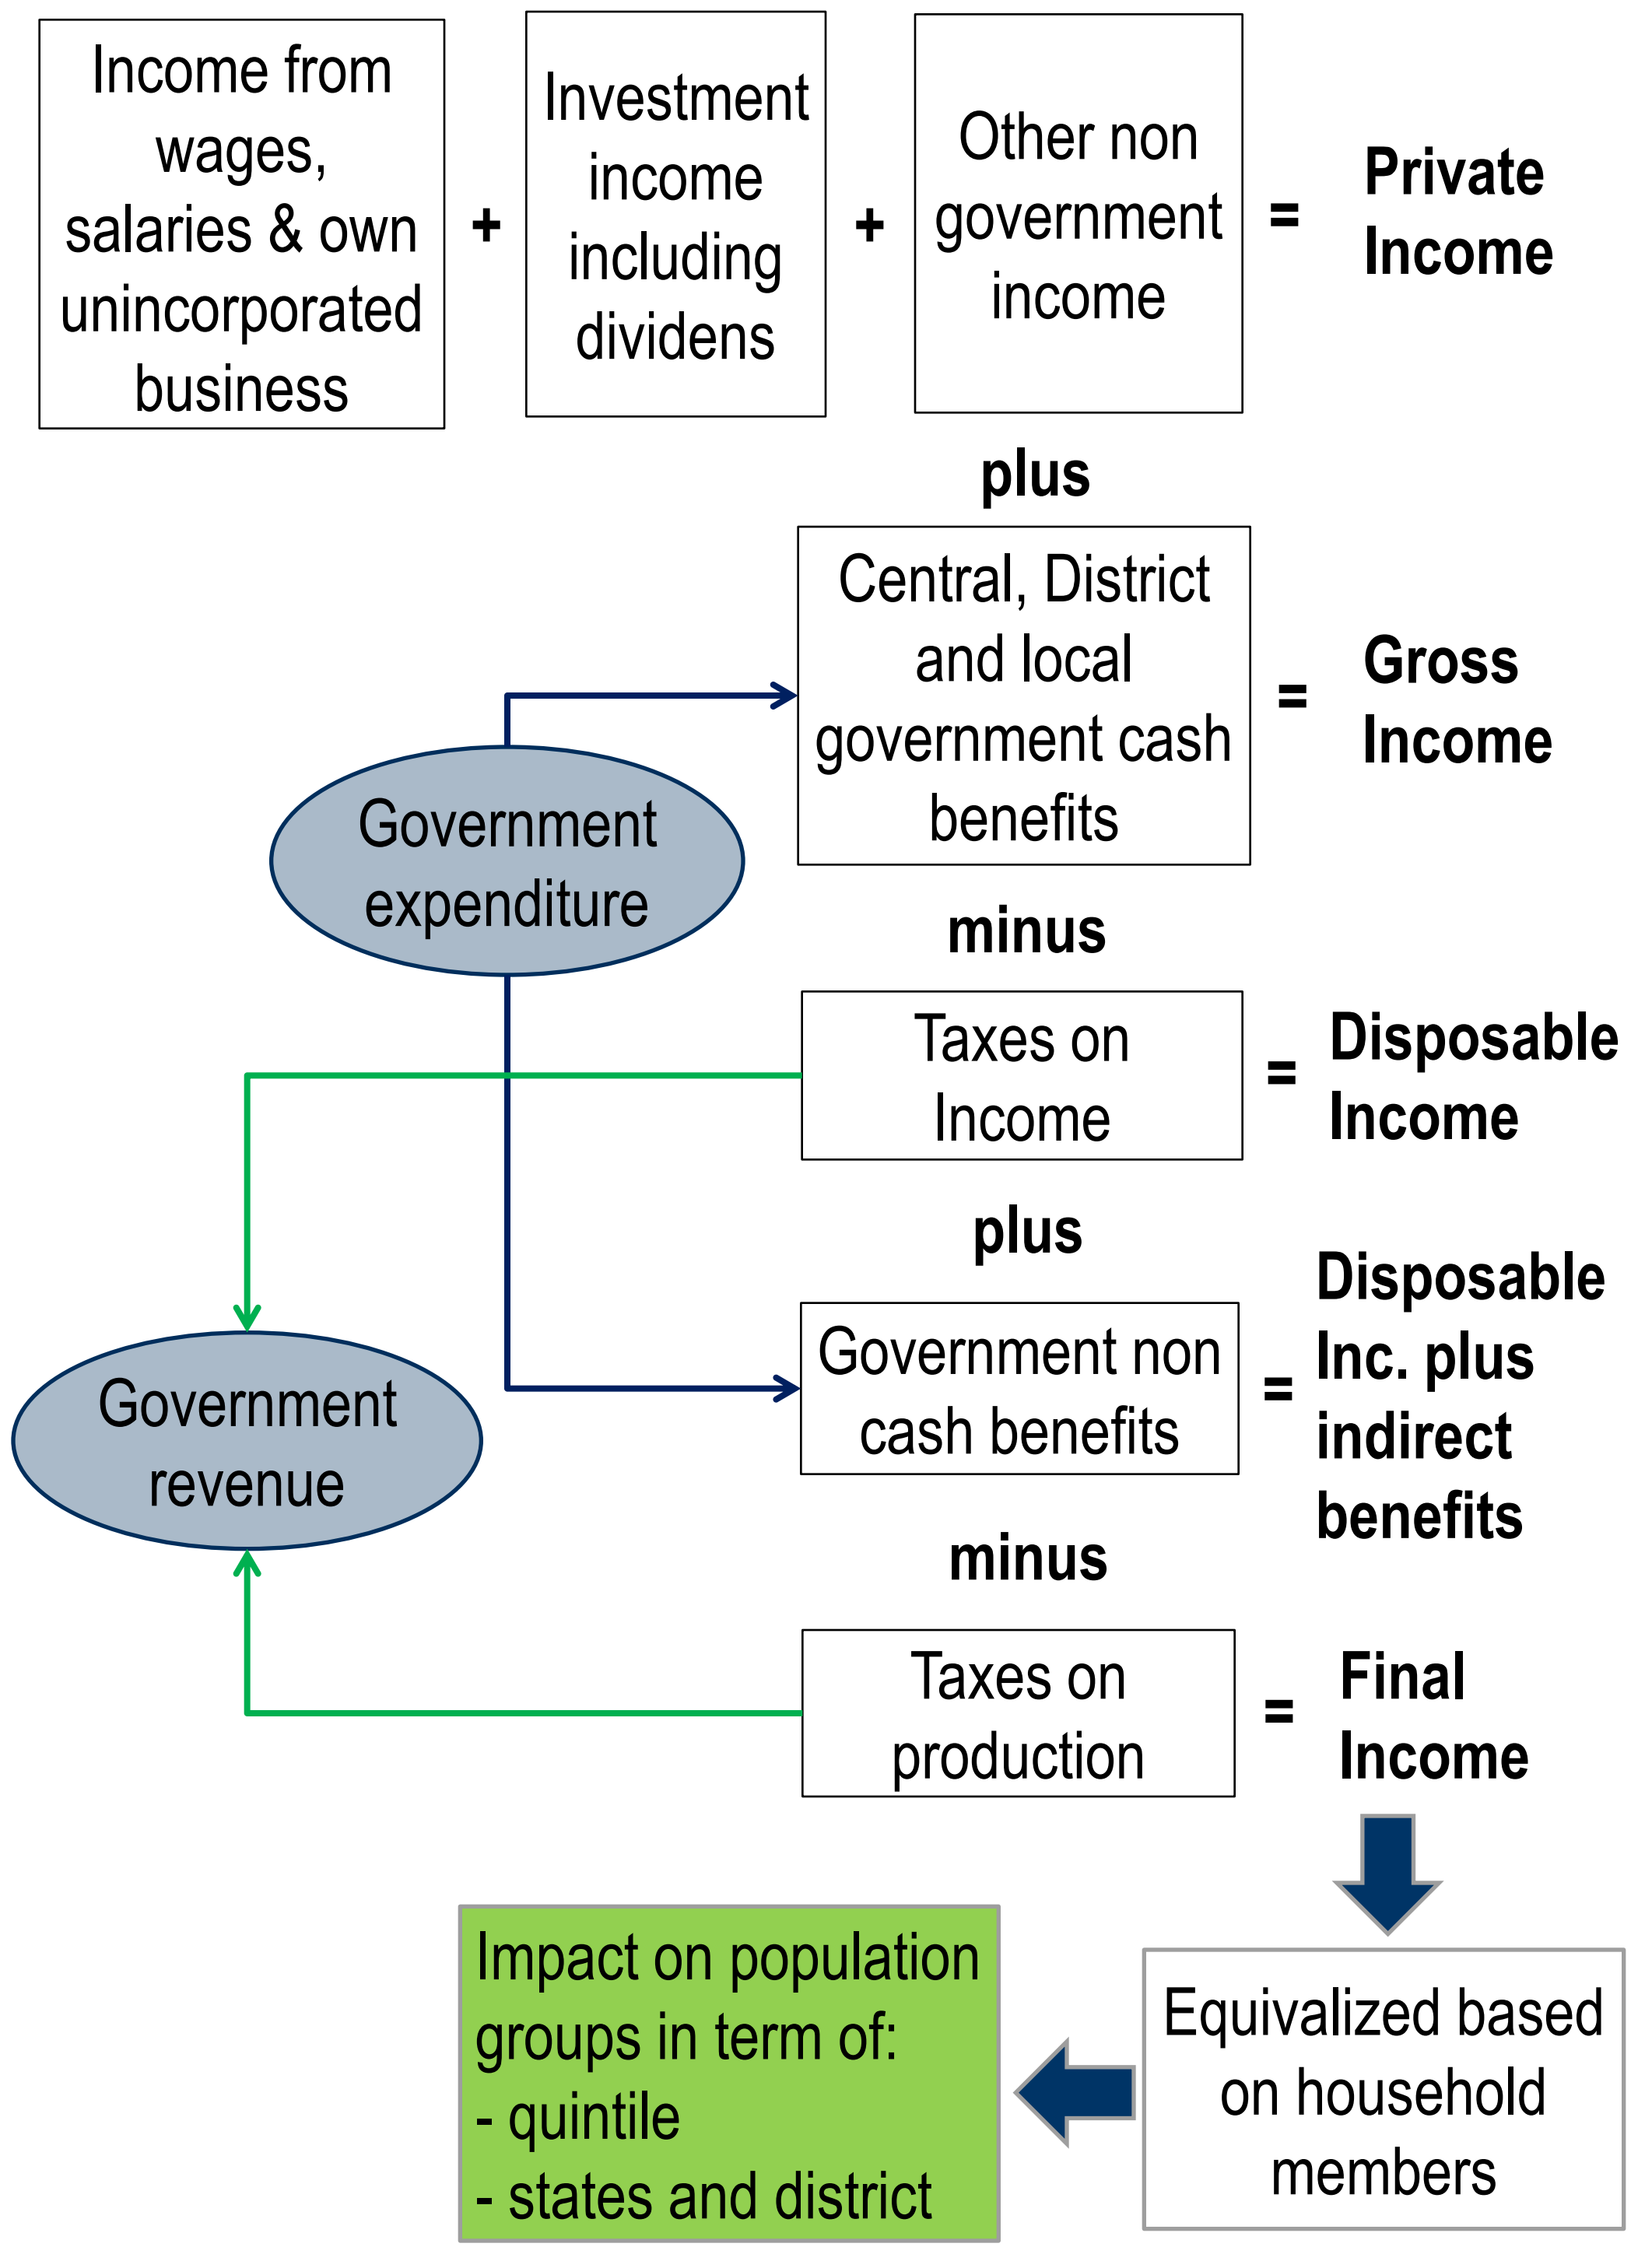 Income from
wages,
salaries & own
unincorporated
business
+
Investment
income
including
dividens
+
Other non
government
income
=
Private
Income
plus
Central, District
and local
government cash
benefits
=
Gross
Income
Government
expenditure
minus
Taxes on
Income
=
Disposable
Income
plus
Government non
cash benefits
=
Disposable
Inc. plus
indirect
benefits
Government
revenue
minus
Taxes on
production
=
Final
Income
Equivalized based
on household
members
Impact on population
groups in term of:
- quintile
- states and district